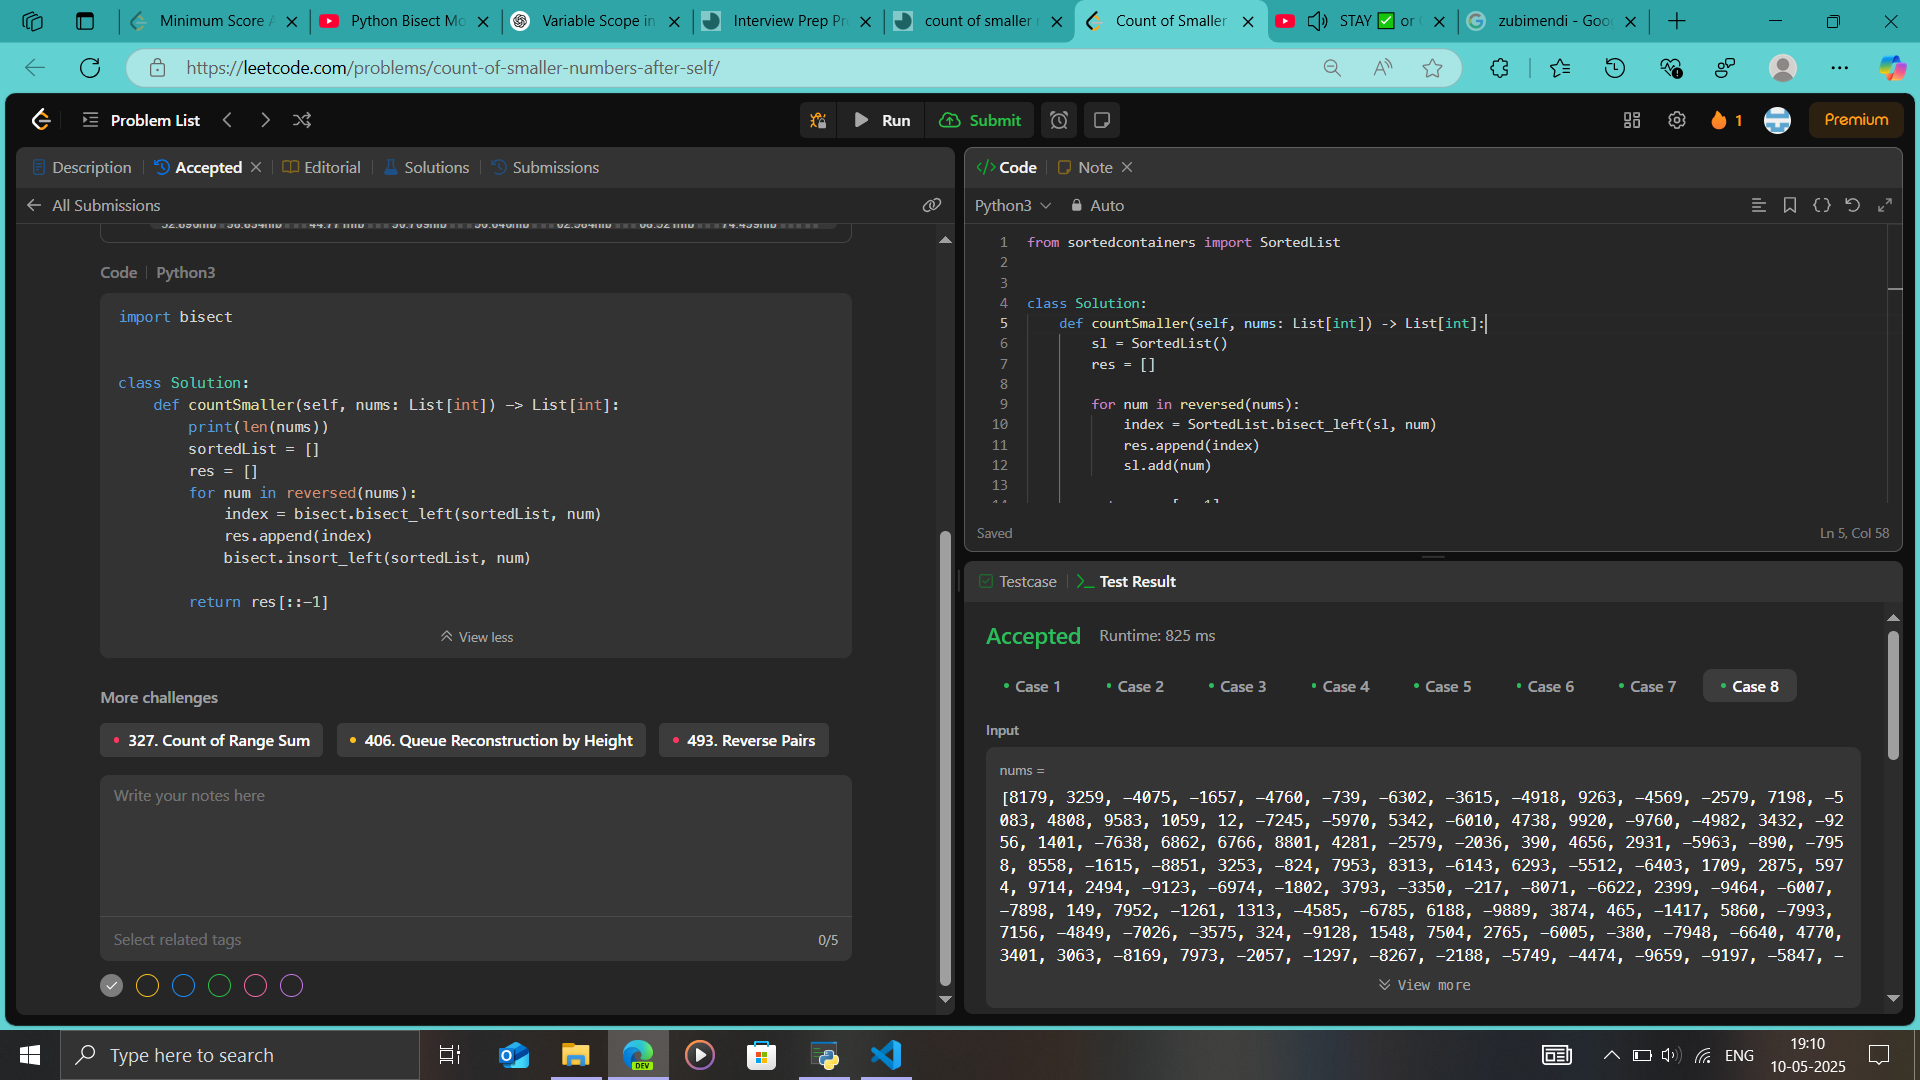 Minimum Score A
Python Bisect Mo
Variable Scope in
Interview Prep Pr
count of smaller
Count of Smaller
STAY ✅ or
zubimendi - Goo
https://leetcode.com/problems/count-of-smaller-numbers-after-self/
Problem List
Run
Submit
1
Premium
Description
Accepted
Editorial
Solutions
Submissions
All Submissions
Code
Python3
import bisect
class Solution:
def countSmaller(self, nums: List[int]) -> List[int]:
print(len(nums))
sortedList = []
res = []
for num in reversed(nums):
index = bisect.bisect_left(sortedList, num)
res.append(index)
bisect.insort_left(sortedList, num)
return res[::-1]
View less
More challenges
327. Count of Range Sum
406. Queue Reconstruction by Height
493. Reverse Pairs
Write your notes here
Select related tags
0/5
Code
Note
Python3
Auto
1 from sortedcontainers import SortedList
2
3
4 class Solution:
5 def countSmaller(self, nums: List[int]) -> List[int]:
6 sl = SortedList()
7 res = []
8
9 for num in reversed(nums):
10 index = SortedList.bisect_left(sl, num)
11 res.append(index)
12 sl.add(num)
13
Saved
Ln 5, Col 58
Testcase
Test Result
Accepted
Runtime: 825 ms
Case 1
Case 2
Case 3
Case 4
Case 5
Case 6
Case 7
Case 8
Input
nums =
[8179, 3259, -4075, -1657, -4760, -739, -6302, -3615, -4918, 9263, -4569, -2579, 7198, -5
083, 4808, 9583, 1059, 12, -7245, -5970, 5342, -6010, 4738, 9920, -9760, -4982, 3432, -92
56, 1401, -7638, 6862, 6766, 8801, 4281, -2579, -2036, 390, 4656, 2931, -5963, -890, -795
8, 8558, -1615, -8851, 3253, -824, 7953, 8313, -6143, 6293, -5512, -6403, 1709, 2875, 597
4, 9714, 2494, -9123, -6974, -1802, 3793, -3350, -217, -8071, -6622, 2399, -9464, -6007,
-7898, 149, 7952, -1261, 1313, -4585, -6785, 6188, -9889, 3874, 465, -1417, 5860, -7993,
7156, -4849, -7026, -3575, 324, -9128, 1548, 7504, 2765, -6005, -380, -7948, -6640, 4770,
3401, 3063, -8169, 7973, -2057, -1297, -8267, -2188, -5749, -4474, -9659, -9197, -5847, -
View more
Type here to search
DEV
ENG
19:10
10-05-2025